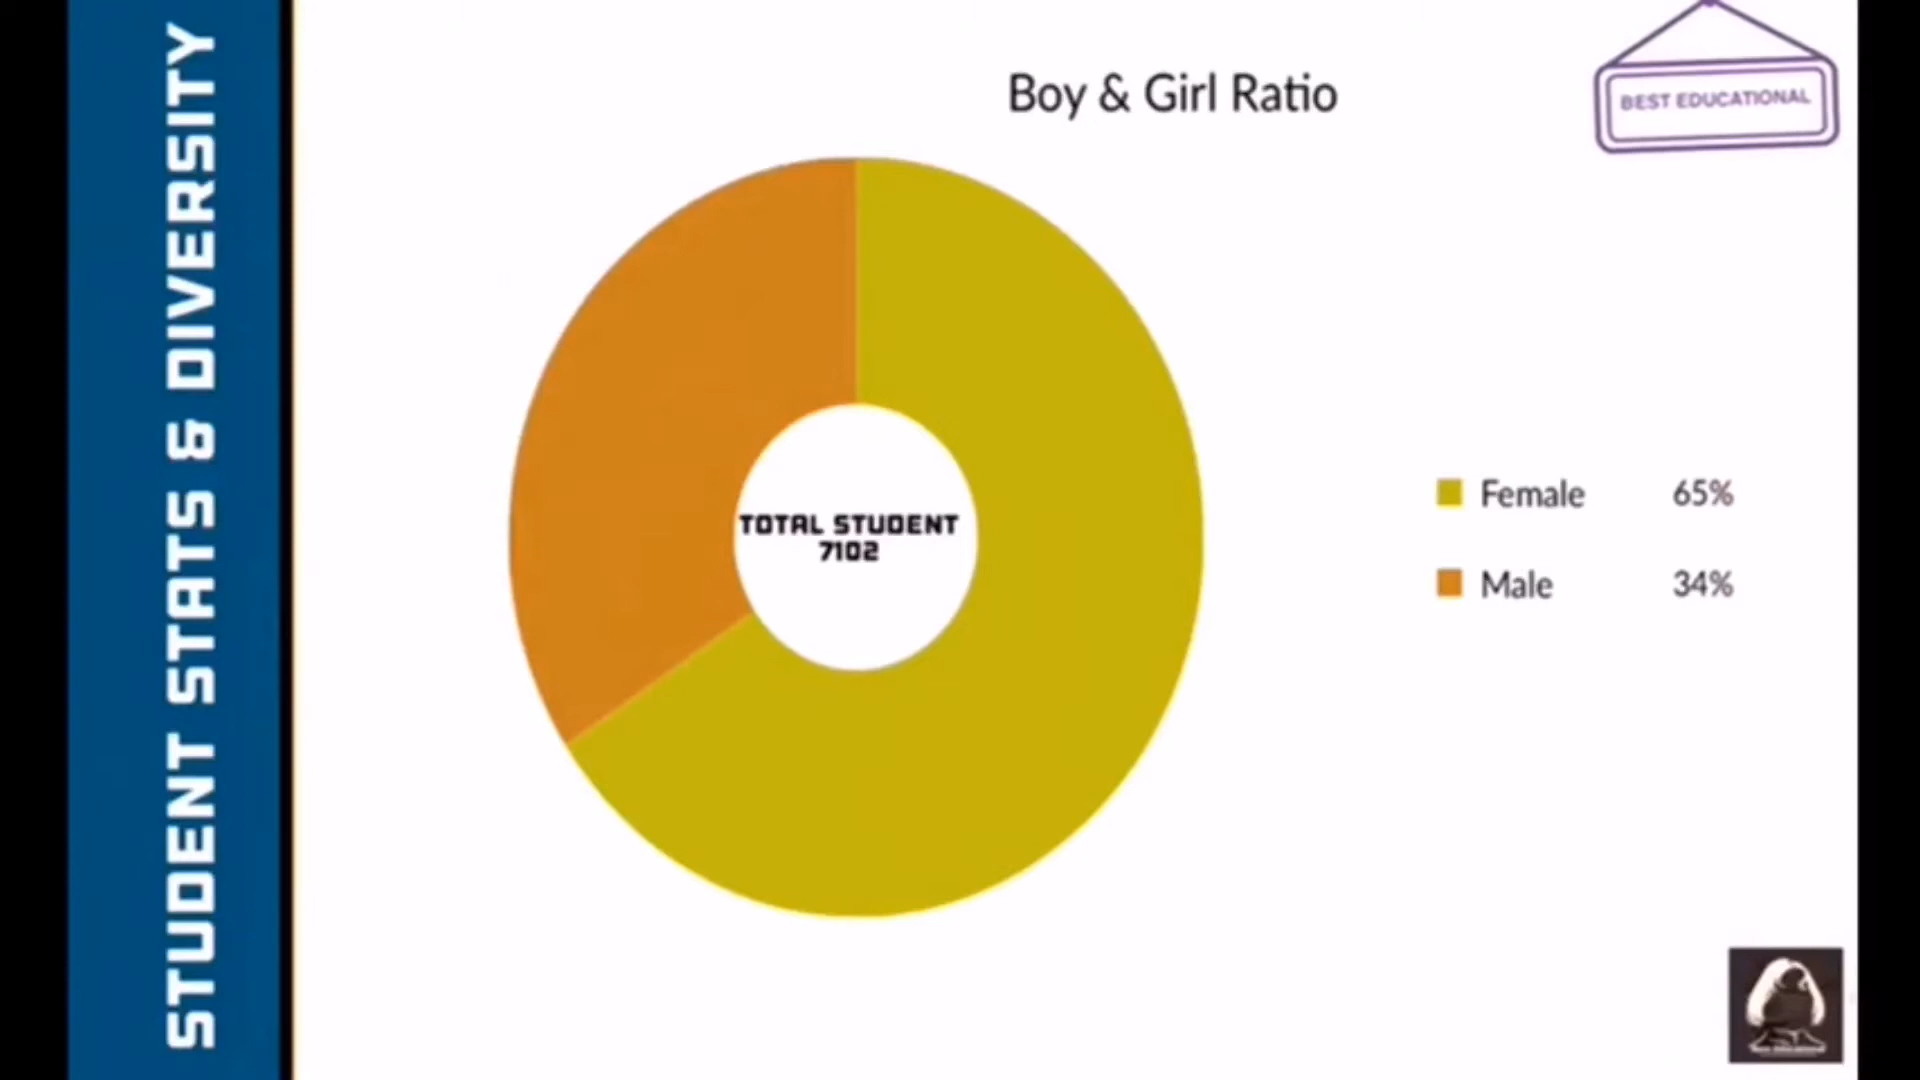 STUDENT STATS & DIVERSITY
Boy & Girl Ratio
BEST EDUCATIONAL
TOTAL STUDENT
7102
Female 65%
Male 34%